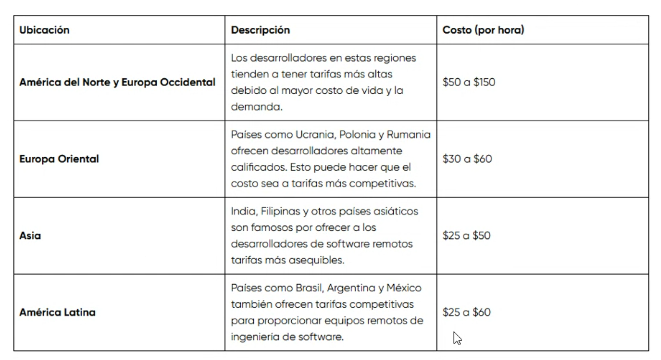 Ubicación
Descripción
Costo (por hora)
América del Norte y Europa Occidental
Los desarrolladores en estas regiones
tienden a tener tarifas más altas
debido al mayor costo de vida y la
demanda.
$50 a $150
Europa Oriental
Países como Ucrania, Polonia y Rumania
ofrecen desarrolladores altamente
calificados. Esto puede hacer que el
costo sea a tarifas más competitivas.
$30 a $60
Asia
India, Filipinas y otros países asiáticos
son famosos por ofrecer a los
desarrolladores de software remotos
tarifas más asequibles.
$25 a $50
América Latina
Países como Brasil, Argentina y México
también ofrecen tarifas competitivas
para proporcionar equipos remotos de
ingeniería de software.
$25 a $60